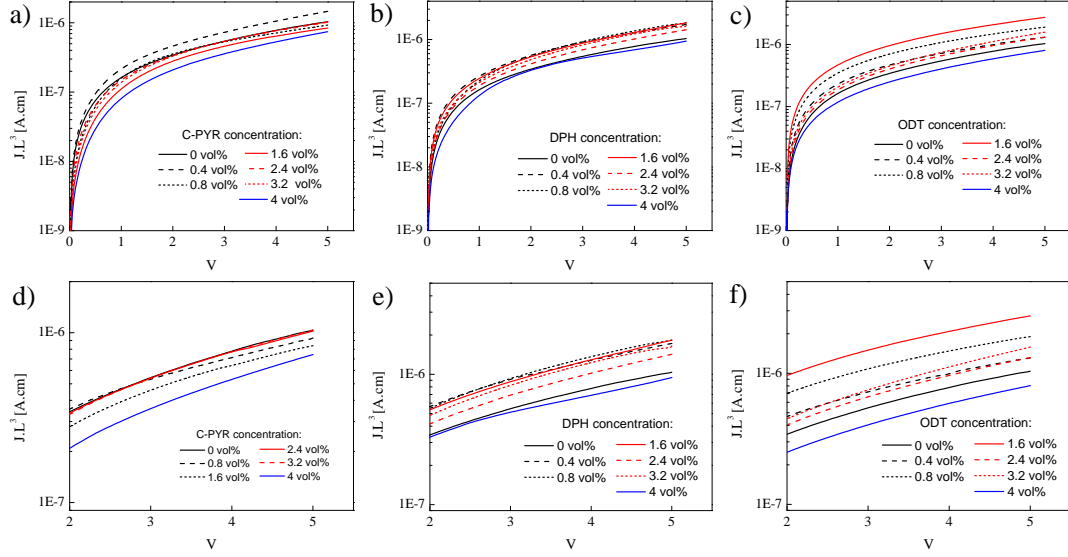 a)
J.L³ [A.cm]
1E-6
1E-7
1E-8
1E-9
C-PYR concentration:
0 vol%
0.4 vol%
0.8 vol%
1.6 vol%
2.4 vol%
3.2 vol%
4 vol%
0 1 2 3 4 5
V
b)
J.L³ [A.cm]
1E-6
1E-7
1E-8
1E-9
DPH concentration:
0 vol%
0.4 vol%
0.8 vol%
1.6 vol%
2.4 vol%
3.2 vol%
4 vol%
0 1 2 3 4 5
V
c)
J.L³ [A.cm]
1E-6
1E-7
1E-8
1E-9
ODT concentration:
0 vol%
0.4 vol%
0.8 vol%
1.6 vol%
2.4 vol%
3.2 vol%
4 vol%
0 1 2 3 4 5
V
d)
J.L³ [A.cm]
1E-6
1E-7
C-PYR concentration:
0 vol%
0.8 vol%
1.6 vol%
2.4 vol%
3.2 vol%
4 vol%
2 3 4 5
V
e)
J.L³ [A.cm]
1E-6
1E-7
DPH concentration:
0 vol%
0.4 vol%
0.8 vol%
1.6 vol%
2.4 vol%
3.2 vol%
4 vol%
2 3 4 5
V
f)
J.L³ [A.cm]
1E-6
1E-7
ODT concentration:
0 vol%
0.4 vol%
0.8 vol%
1.6 vol%
2.4 vol%
3.2 vol%
4 vol%
2 3 4 5
V